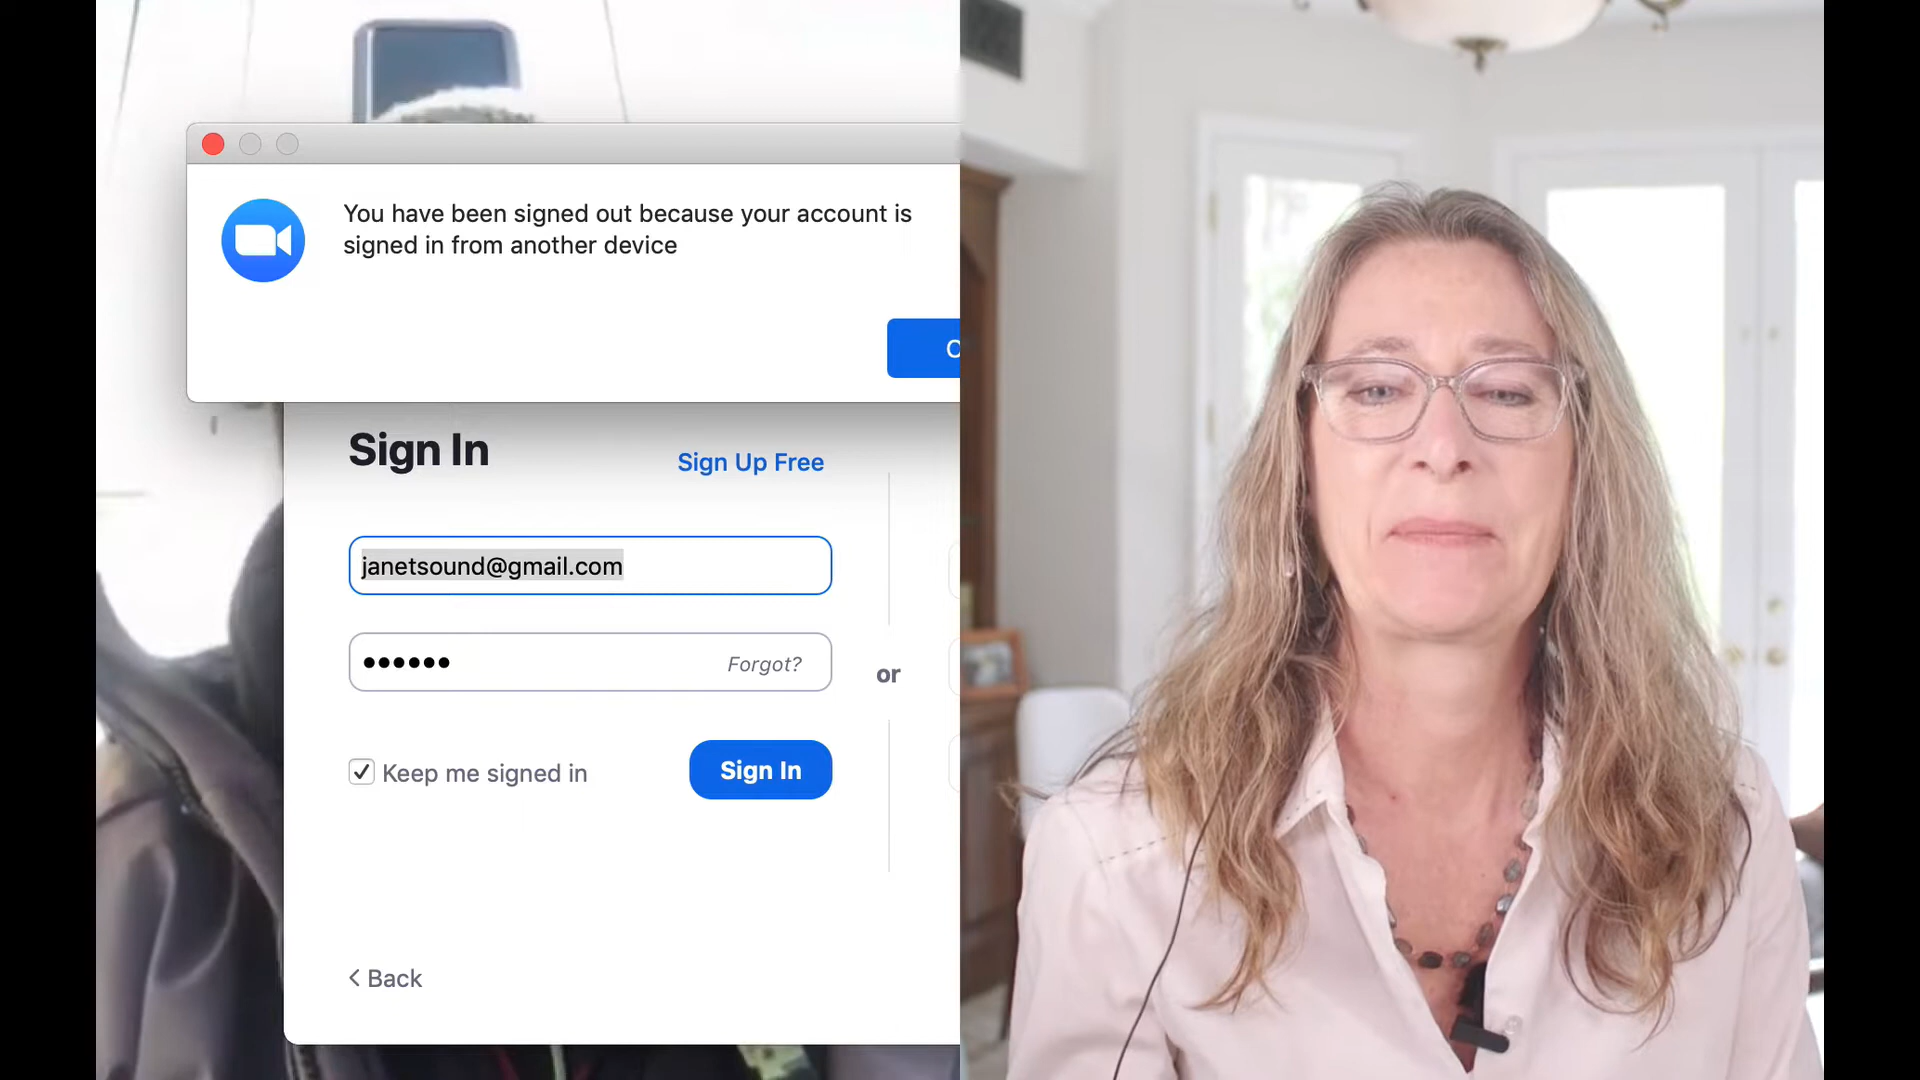 You have been signed out because your account is
signed in from another device
Sign In
Sign Up Free
janetsound@gmail.com
Forgot?
or
Keep me signed in
Sign In
Back